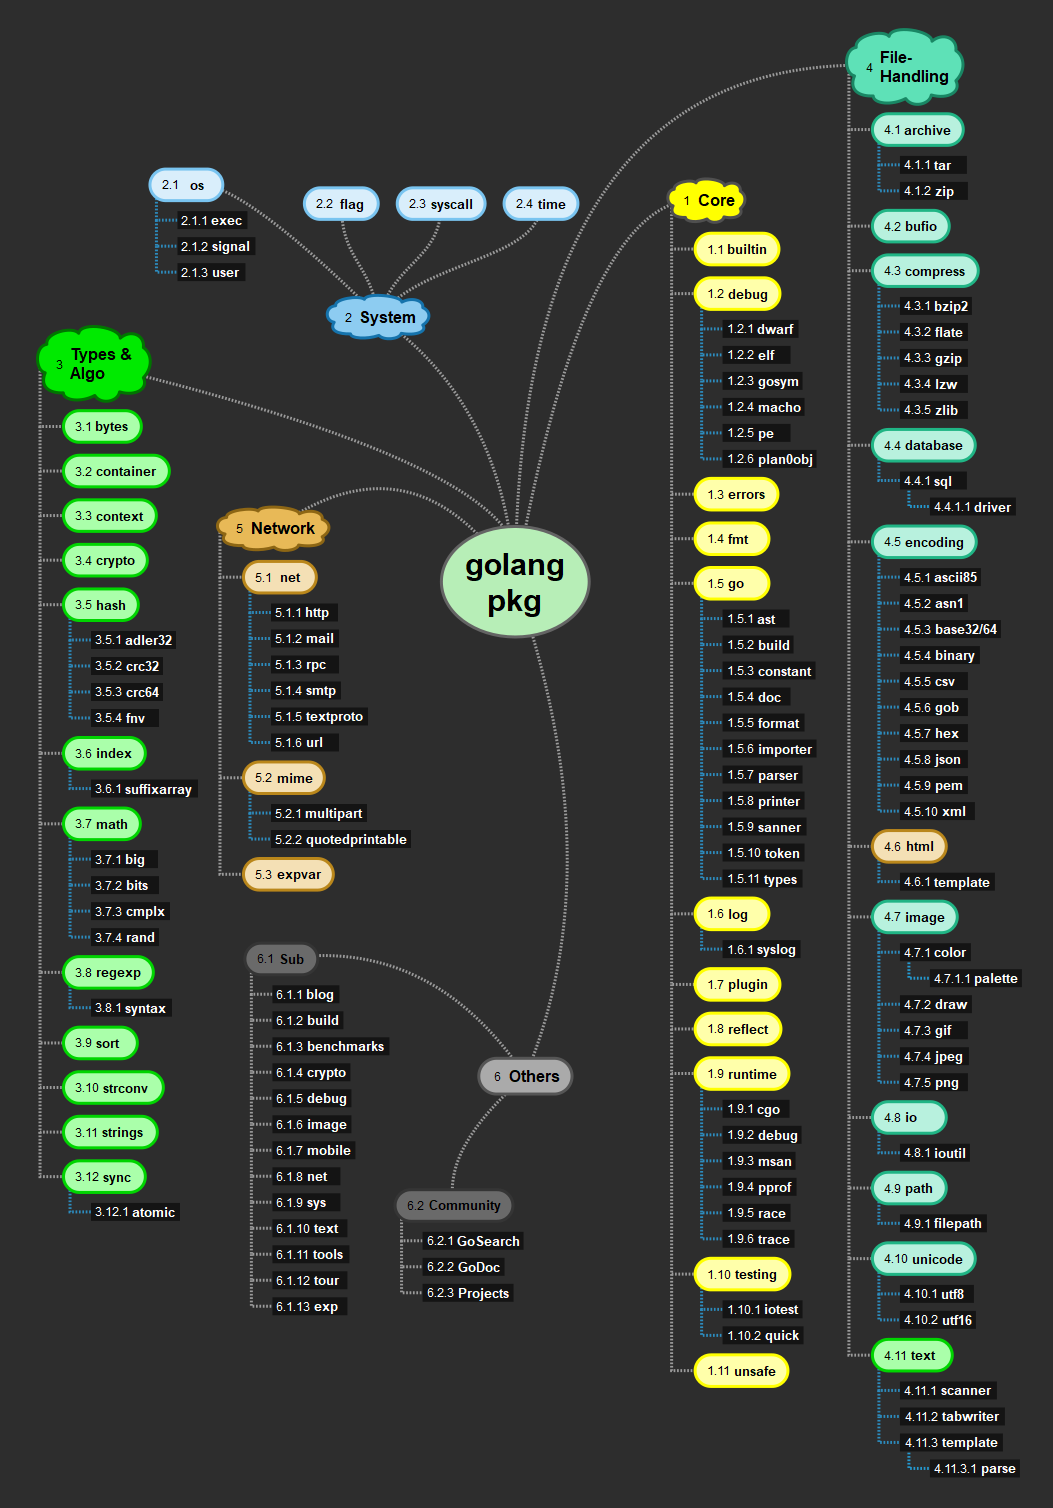 golang
pkg
1 Core
1.1 builtin
1.2 debug
1.2.1 dwarf
1.2.2 elf
1.2.3 gosym
1.2.4 macho
1.2.5 pe
1.2.6 plan0obj
1.3 errors
1.4 fmt
1.5 go
1.5.1 ast
1.5.2 build
1.5.3 constant
1.5.4 doc
1.5.5 format
1.5.6 importer
1.5.7 parser
1.5.8 printer
1.5.9 sanner
1.5.10 token
1.5.11 types
1.6 log
1.6.1 syslog
1.7 plugin
1.8 reflect
1.9 runtime
1.9.1 cgo
1.9.2 debug
1.9.3 msan
1.9.4 pprof
1.9.5 race
1.9.6 trace
1.10 testing
1.10.1 iotest
1.10.2 quick
1.11 unsafe
2 System
2.1 os
2.1.1 exec
2.1.2 signal
2.1.3 user
2.2 flag
2.3 syscall
2.4 time
3 Types &
Algo
3.1 bytes
3.2 container
3.3 context
3.4 crypto
3.5 hash
3.5.1 adler32
3.5.2 crc32
3.5.3 crc64
3.5.4 fnv
3.6 index
3.6.1 suffixarray
3.7 math
3.7.1 big
3.7.2 bits
3.7.3 cmplx
3.7.4 rand
3.8 regexp
3.8.1 syntax
3.9 sort
3.10 strconv
3.11 strings
3.12 sync
3.12.1 atomic
4 File-
Handling
4.1 archive
4.1.1 tar
4.1.2 zip
4.2 bufio
4.3 compress
4.3.1 bzip2
4.3.2 flate
4.3.3 gzip
4.3.4 lzw
4.3.5 zlib
4.4 database
4.4.1 sql
4.4.1.1 driver
4.5 encoding
4.5.1 ascii85
4.5.2 asn1
4.5.3 base32/64
4.5.4 binary
4.5.5 csv
4.5.6 gob
4.5.7 hex
4.5.8 json
4.5.9 pem
4.5.10 xml
4.6 html
4.6.1 template
4.7 image
4.7.1 color
4.7.1.1 palette
4.7.2 draw
4.7.3 gif
4.7.4 jpeg
4.7.5 png
4.8 io
4.8.1 ioutil
4.9 path
4.9.1 filepath
4.10 unicode
4.10.1 utf8
4.10.2 utf16
4.11 text
4.11.1 scanner
4.11.2 tabwriter
4.11.3 template
4.11.3.1 parse
5 Network
5.1 net
5.1.1 http
5.1.2 mail
5.1.3 rpc
5.1.4 smtp
5.1.5 textproto
5.1.6 url
5.2 mime
5.2.1 multipart
5.2.2 quotedprintable
5.3 expvar
6 Others
6.1 Sub
6.1.1 blog
6.1.2 build
6.1.3 benchmarks
6.1.4 crypto
6.1.5 debug
6.1.6 image
6.1.7 mobile
6.1.8 net
6.1.9 sys
6.1.10 text
6.1.11 tools
6.1.12 tour
6.1.13 exp
6.2 Community
6.2.1 GoSearch
6.2.2 GoDoc
6.2.3 Projects